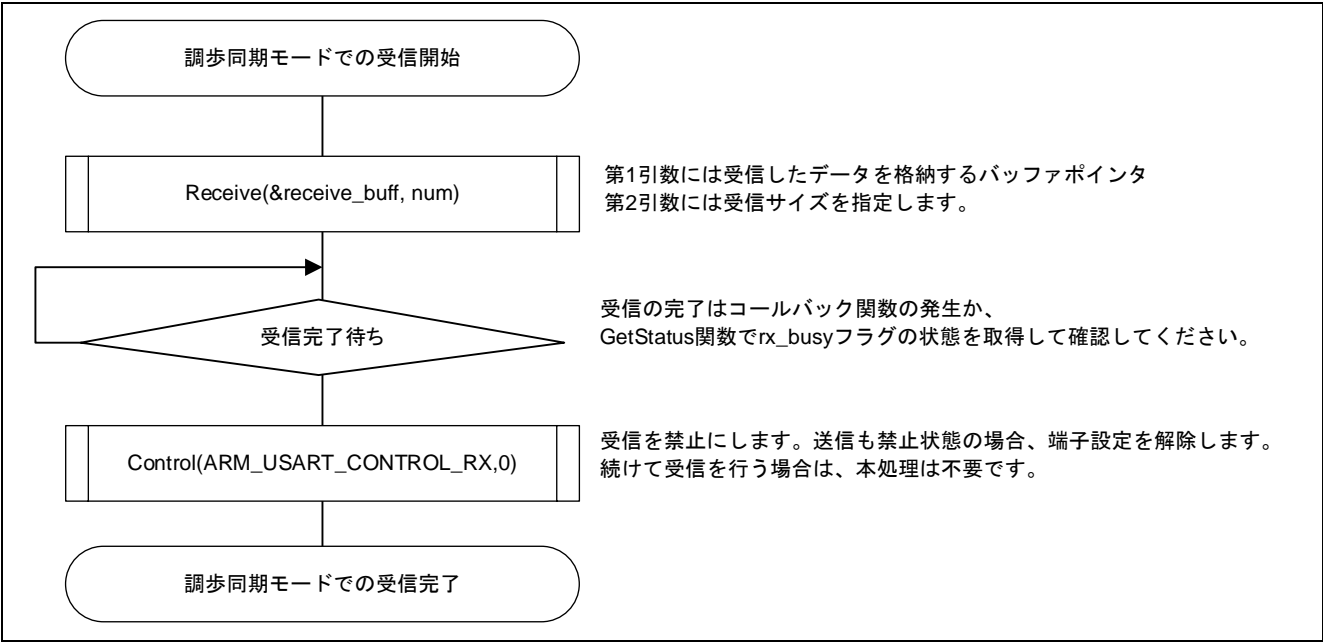 調歩同期モードでの受信開始
Receive(&receive_buff, num)
第1引数には受信したデータを格納するバッファポインタ
第2引数には受信サイズを指定します。
受信完了待ち
受信の完了はコールバック関数の発生か、
GetStatus関数でrx_busyフラグの状態を取得して確認してください。
Control(ARM_USART_CONTROL_RX,0)
受信を禁止にします。送信も禁止状態の場合、端子設定を解除します。
続けて受信を行う場合は、本処理は不要です。
調歩同期モードでの受信完了